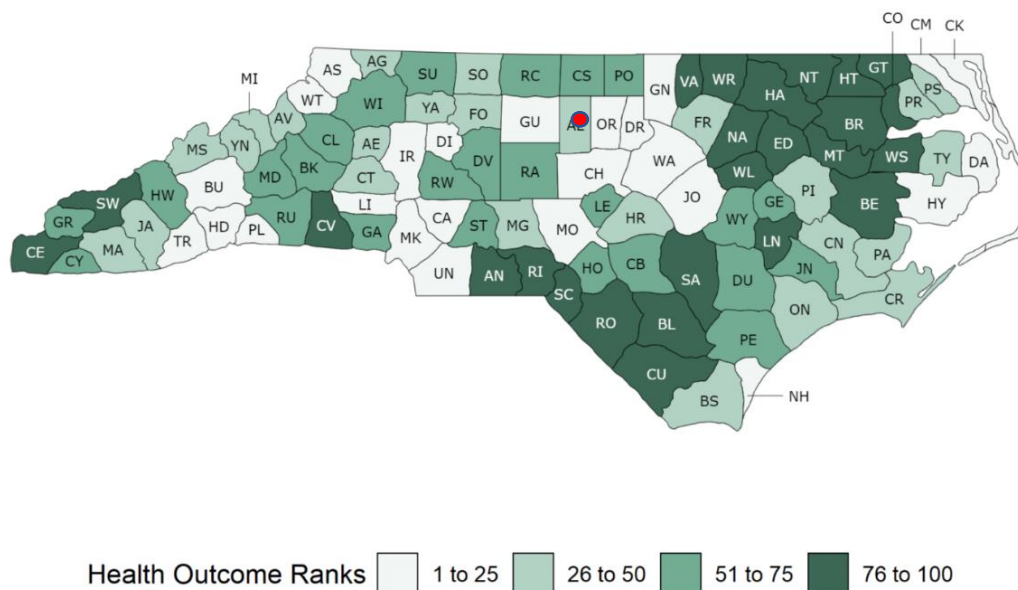 CO CM CK
AS AG SU SO RC CS PO GN VA WR NT HT GT
MI WT WI HA PR PS
AV YA FO GU OR DR FR BR
MS YN CL AE IR DI DV WA NA ED MT WS TY DA
MD BK CT RW RA CH WL
SW HW BU LI JO PI BE HY
GR JA RU CV CA ST MG MO LE HR WY GE
CE CY MA TR HD PL GA MK LN CN PA
UN AN RI HO CB SA DU JN
SC ON CR
RO BL PE
CU
BS NH
Health Outcome Ranks 1 to 25 26 to 50 51 to 75 76 to 100